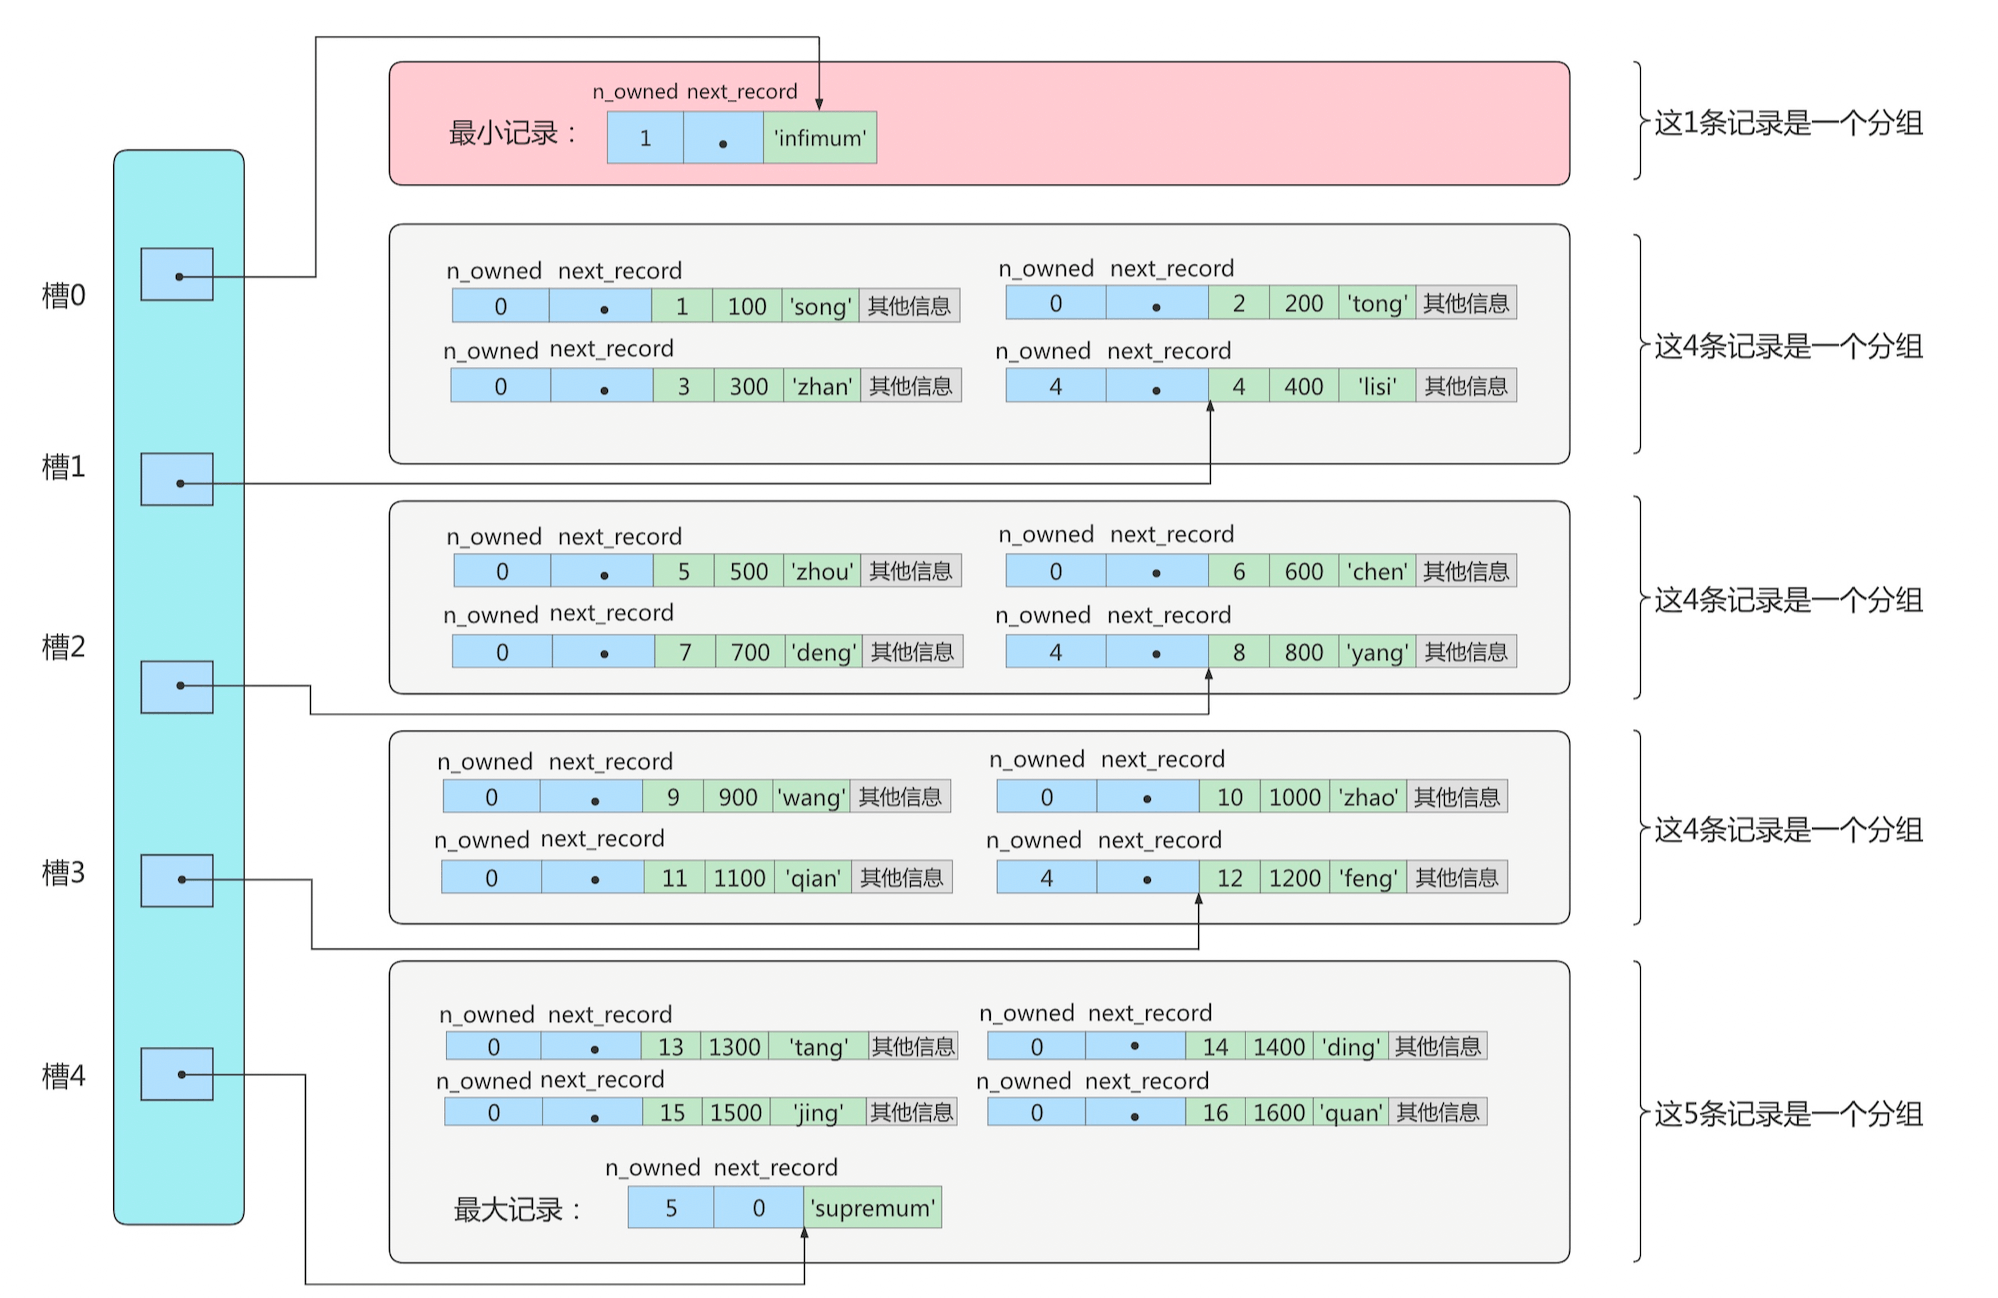 n_owned next_record
最小记录： 1 'infimum'
这1条记录是一个分组
槽0
n_owned next_record n_owned next_record
0 1 100 'song' 其他信息 0 2 200 'tong' 其他信息
n_owned next_record n_owned next_record
0 3 300 'zhan' 其他信息 4 4 400 'lisi' 其他信息
这4条记录是一个分组
槽1
n_owned next_record n_owned next_record
0 5 500 'zhou' 其他信息 0 6 600 'chen' 其他信息
n_owned next_record n_owned next_record
0 7 700 'deng' 其他信息 4 8 800 'yang' 其他信息
这4条记录是一个分组
槽2
n_owned next_record n_owned next_record
0 9 900 'wang' 其他信息 0 10 1000 'zhao' 其他信息
n_owned next_record n_owned next_record
0 11 1100 'qian' 其他信息 4 12 1200 'feng' 其他信息
这4条记录是一个分组
槽3
n_owned next_record n_owned next_record
0 13 1300 'tang' 其他信息 0 14 1400 'ding' 其他信息
n_owned next_record n_owned next_record
0 15 1500 'jing' 其他信息 0 16 1600 'quan' 其他信息
这5条记录是一个分组
槽4
n_owned next_record
最大记录： 5 0 'supremum'